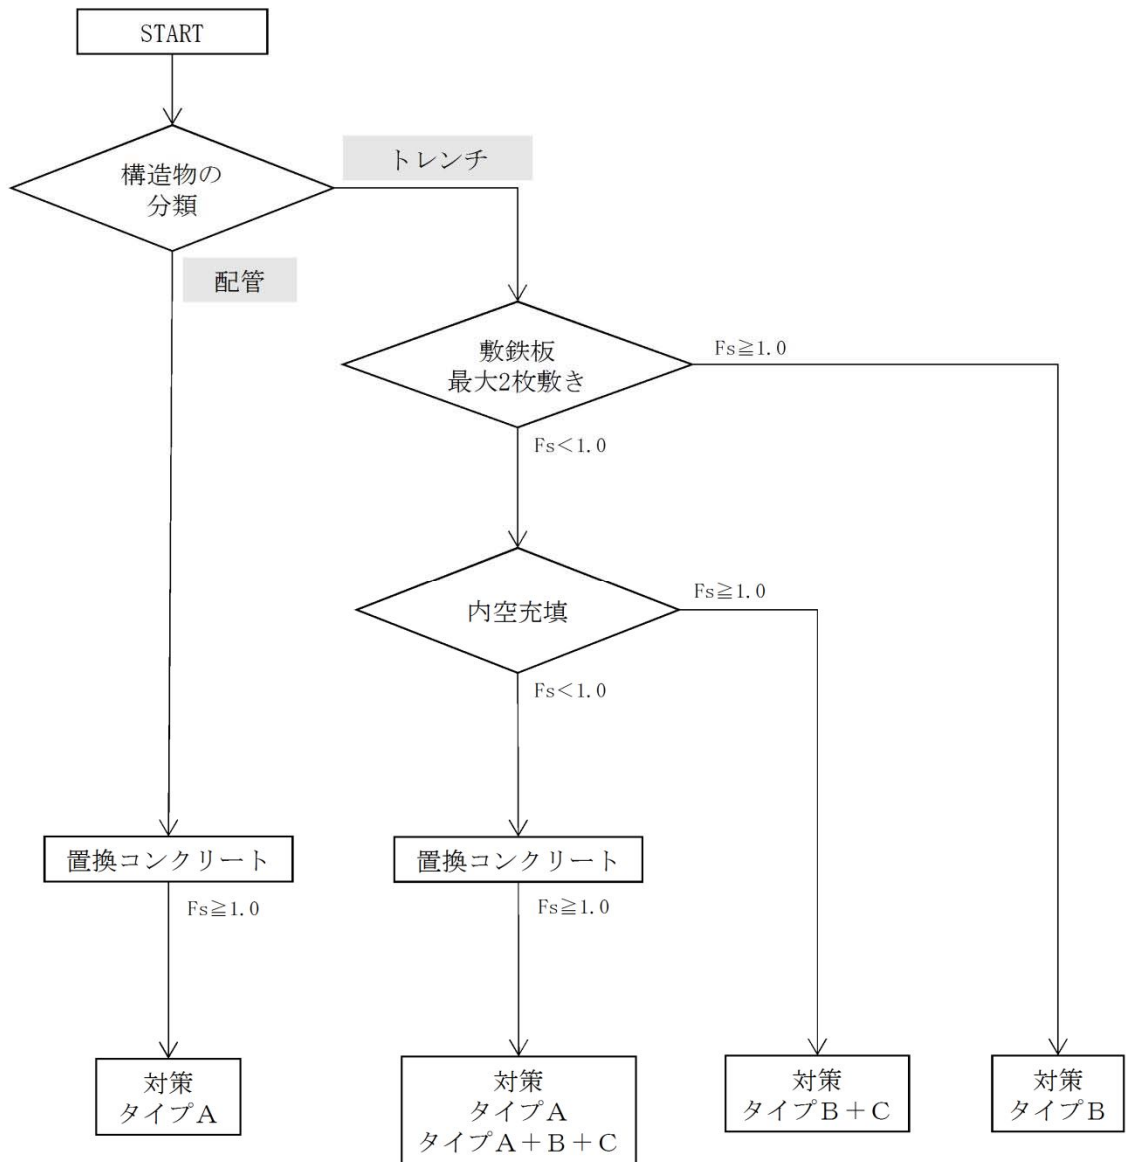 START
構造物の
分類
トレンチ
配管
敷鉄板
最大2枚敷き
Fs≧1.0
Fs<1.0
内空充填
Fs≧1.0
Fs<1.0
置換コンクリート
置換コンクリート
Fs≧1.0
Fs≧1.0
対策
タイプA
対策
タイプA
タイプA+B+C
対策
タイプB+C
対策
タイプB